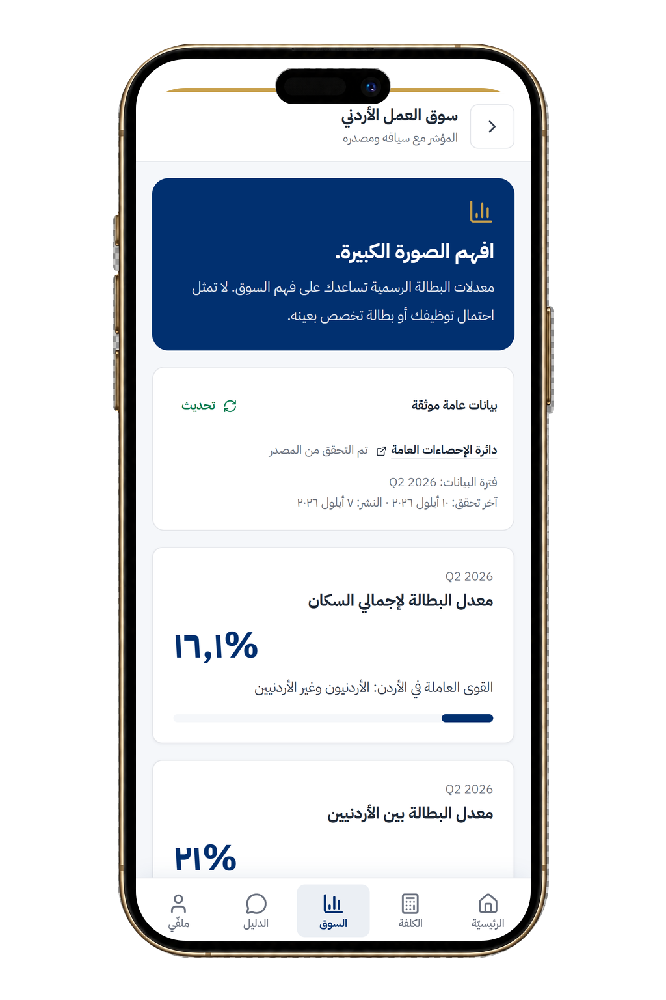 سوق العمل الأردني
المؤشر مع سياقه ومصدره
افهم الصورة الكبيرة.
معدلات البطالة الرسمية تساعدك على فهم السوق. لا تمثل
احتمال توظيفك أو بطالة تخصص بعينه.
بيانات عامة موثقة
تحديث
دائرة الإحصاءات العامة تم التحقق من المصدر
فترة البيانات: Q2 2026
آخر تحقق: ١٠ أيلول ٢٠٢٦ · النشر: ٧ أيلول ٢٠٢٦
Q2 2026
معدل البطالة لإجمالي السكان
١٦,١%
القوى العاملة في الأردن: الأردنيون وغير الأردنيين
Q2 2026
معدل البطالة بين الأردنيين
٢١%
الرئيسيّة
الكلفة
السوق
الدليل
ملفّي